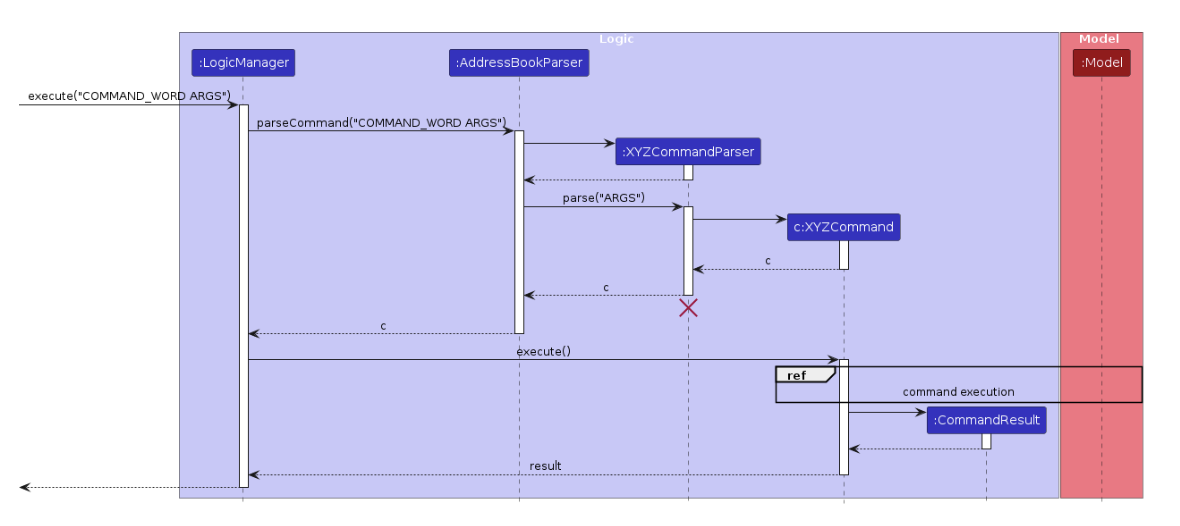 Logic
Model
:LogicManager
:AddressBookParser
:Model
execute("COMMAND_WORD ARGS")
parseCommand("COMMAND_WORD ARGS")
:XYZCommandParser
parse("ARGS")
c:XYZCommand
c
c
c
execute()
ref
command execution
:CommandResult
result